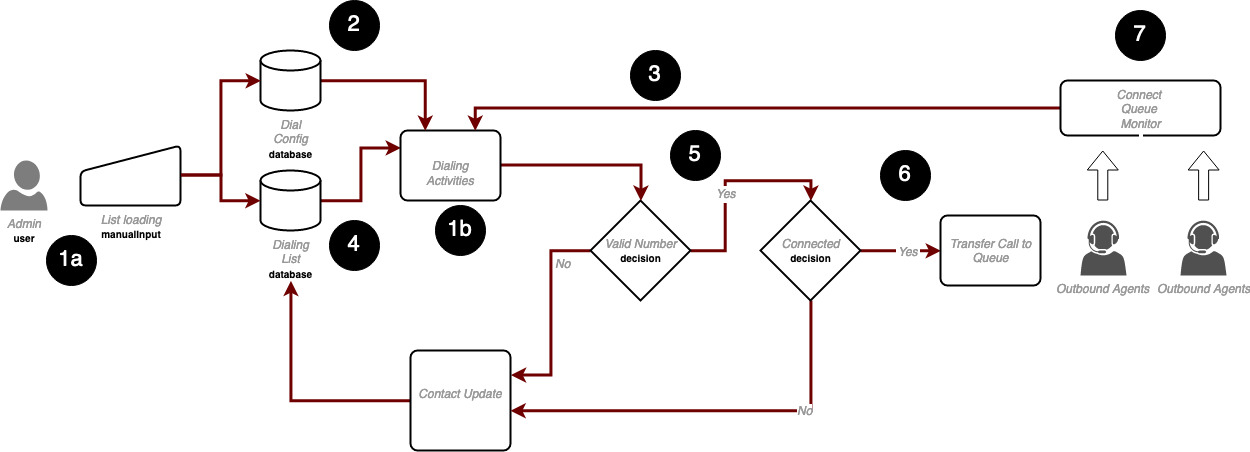 2
7
3
Connect
Queue
Monitor
Dial
Config
database
Dialing
Activities
5
6
Admin
user
List loading
manualInput
1a
1b
4
Dialing
List
database
Yes
Valid Number
decision
Connected
decision
Yes
Transfer Call to
Queue
Outbound Agents
Outbound Agents
No
Contact Update
No